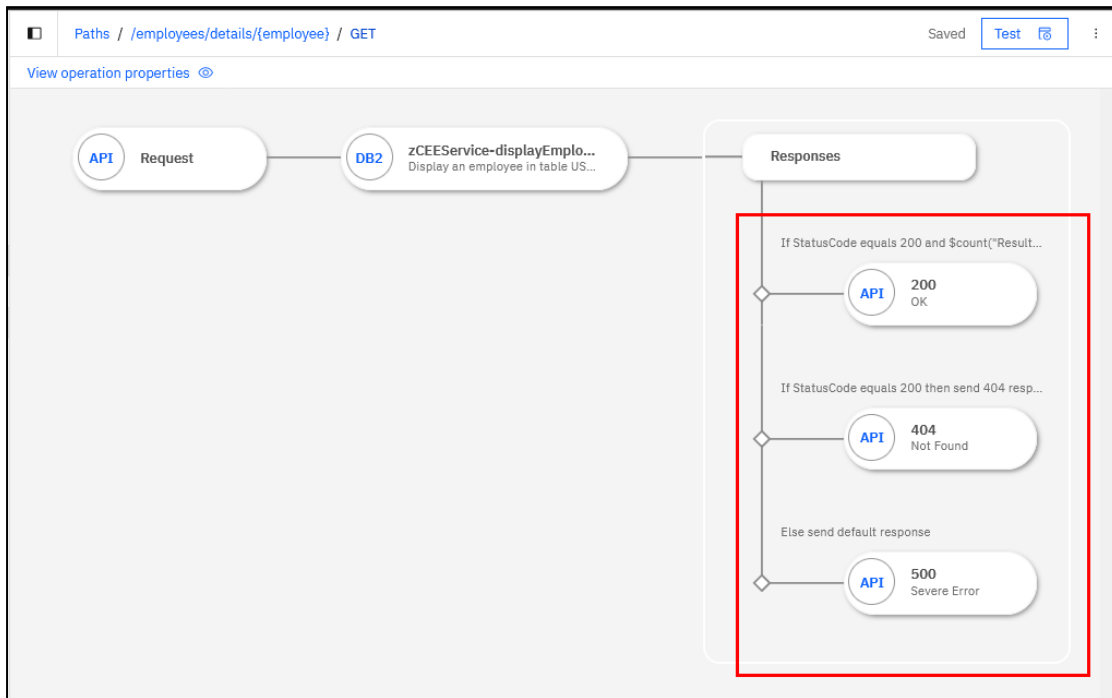 Paths / /employees/details/{employee} / GET
Saved
Test
View operation properties
API
Request
DB2
zCEEService-displayEmplo...
Display an employee in table US...
Responses
If StatusCode equals 200 and $count("Result...
API
200
OK
If StatusCode equals 200 then send 404 resp...
API
404
Not Found
Else send default response
API
500
Severe Error